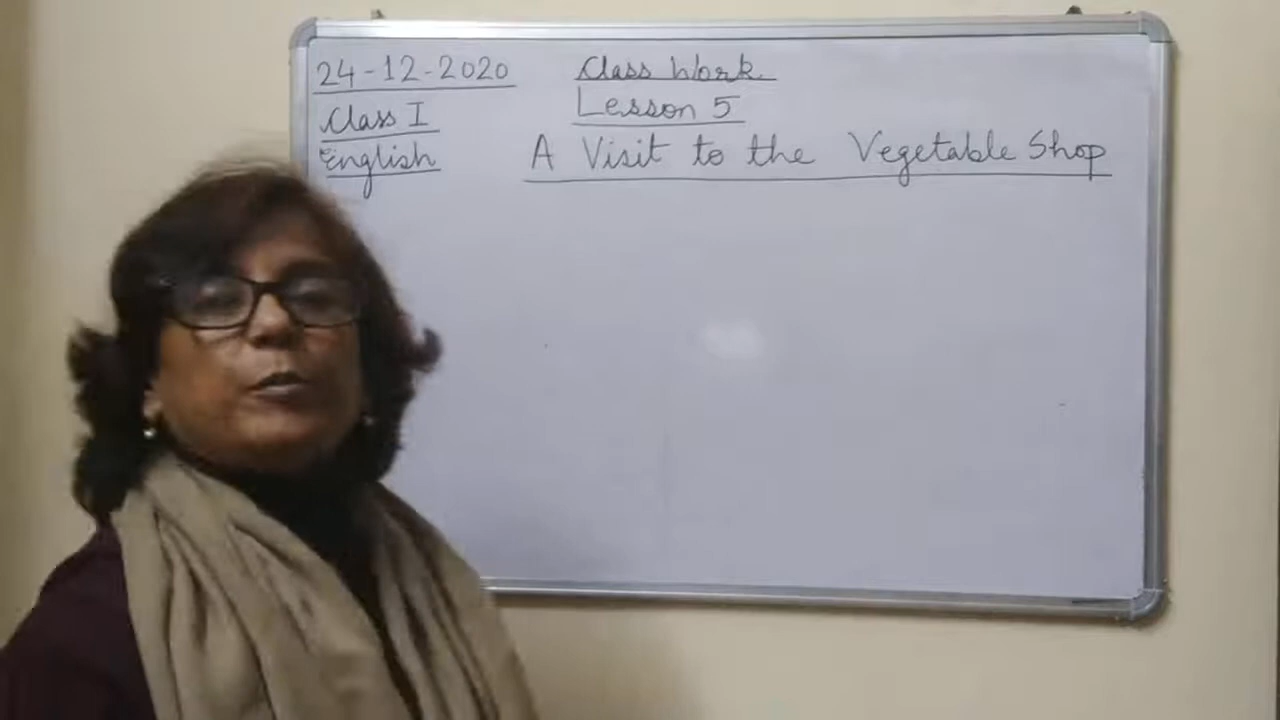 24-12-2020
Class Work
Class I
Lesson 5
English
A Visit to the Vegetable Shop